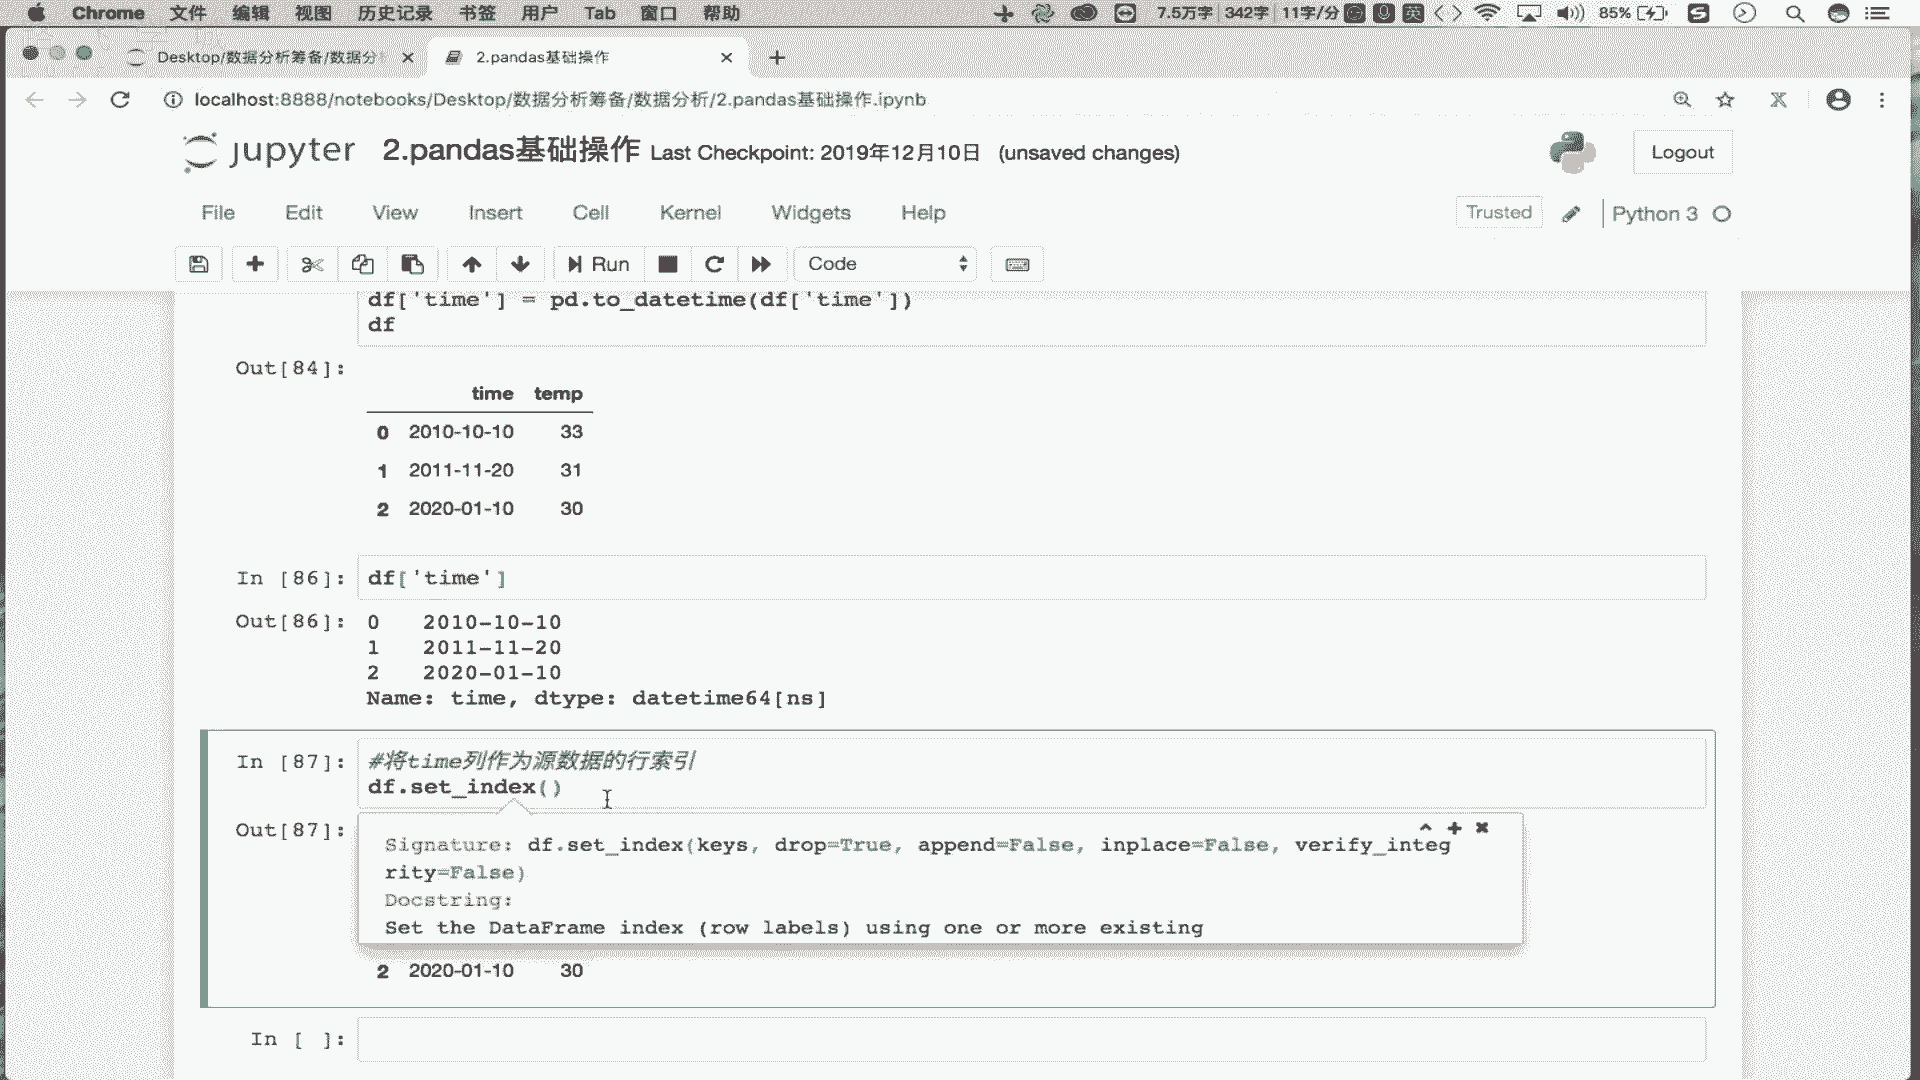 Chrome 文件 编辑 视图 历史记录 书签 用户 Tab 窗口 帮助 7.5万字 342字 11字/分 英 85%
Desktop/数据分析筹备/数据分 2.pandas基础操作
localhost:8888/notebooks/Desktop/数据分析筹备/数据分析/2.pandas基础操作.ipynb
jupyter 2.pandas基础操作 Last Checkpoint: 2019年12月10日 (unsaved changes) Logout
File Edit View Insert Cell Kernel Widgets Help Trusted Python 3
Run Code
df['time'] = pd.to_datetime(df['time'])
df
Out[84]:
time temp
0 2010-10-10 33
1 2011-11-20 31
2 2020-01-10 30
In [86]: df['time']
Out[86]: 0 2010-10-10
1 2011-11-20
2 2020-01-10
Name: time, dtype: datetime64[ns]
In [87]: #将time列作为源数据的行索引
df.set_index()
Out[87]:
Signature: df.set_index(keys, drop=True, append=False, inplace=False, verify_integ
rity=False)
Docstring:
Set the DataFrame index (row labels) using one or more existing
2 2020-01-10 30
In [ ]: